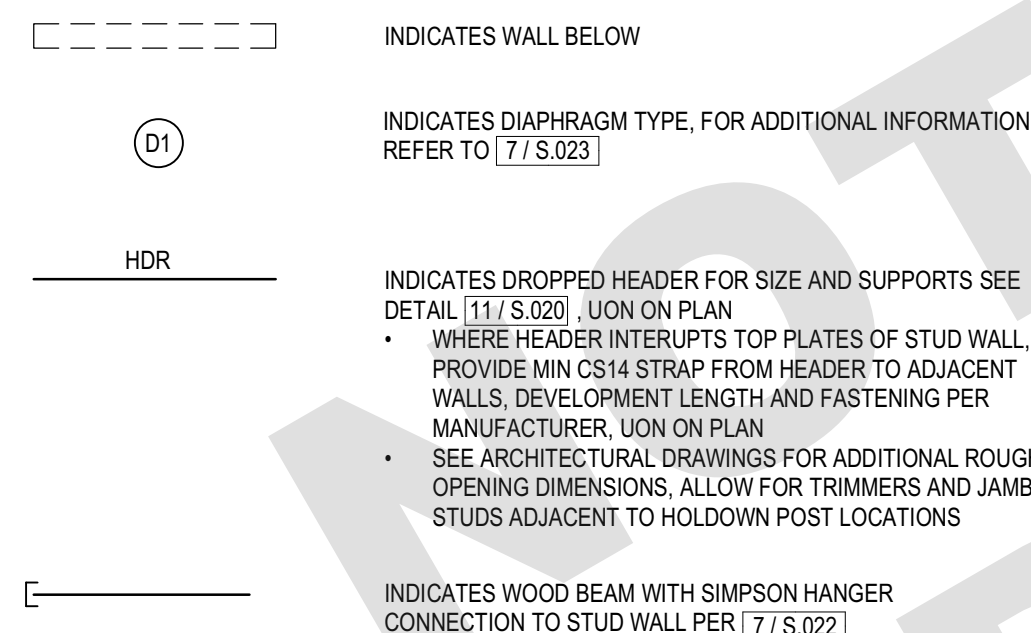 INDICATES WALL BELOW
D1
INDICATES DIAPHRAGM TYPE, FOR ADDITIONAL INFORMATION
REFER TO 7 / S.023
HDR
INDICATES DROPPED HEADER FOR SIZE AND SUPPORTS SEE
DETAIL 11 / S.020 , UON ON PLAN
• WHERE HEADER INTERUPTS TOP PLATES OF STUD WALL,
PROVIDE MIN CS14 STRAP FROM HEADER TO ADJACENT
WALLS, DEVELOPMENT LENGTH AND FASTENING PER
MANUFACTURER, UON ON PLAN
• SEE ARCHITECTURAL DRAWINGS FOR ADDITIONAL ROUGH
OPENING DIMENSIONS, ALLOW FOR TRIMMERS AND JAMB
STUDS ADJACENT TO HOLDOWN POST LOCATIONS
INDICATES WOOD BEAM WITH SIMPSON HANGER
CONNECTION TO STUD WALL PER 7 / S.022
NOT